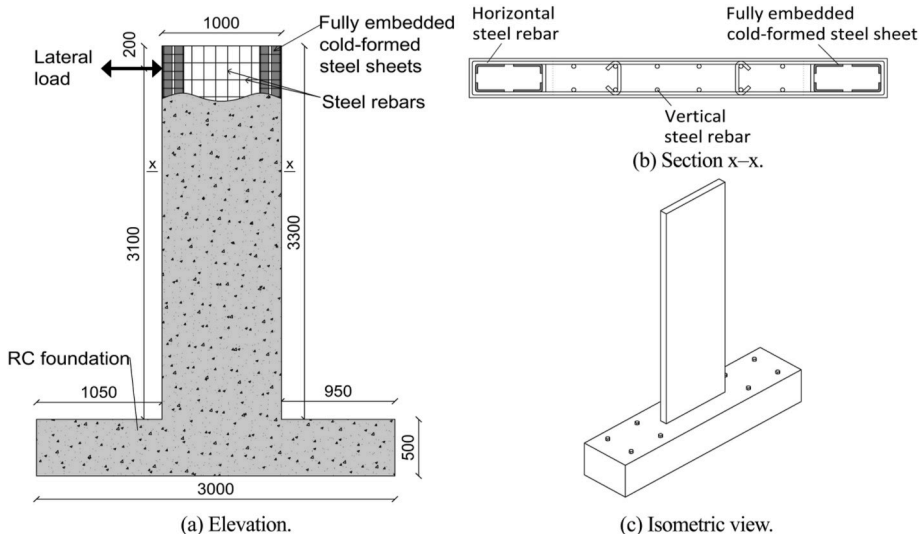 1000
200
Lateral
load
Fully embedded
cold-formed
steel sheets
Steel rebars
x
x
3100
3300
RC foundation
1050
950
500
3000
(a) Elevation.
Horizontal
steel rebar
Fully embedded
cold-formed steel sheet
Vertical
steel rebar
(b) Section x–x.
(c) Isometric view.